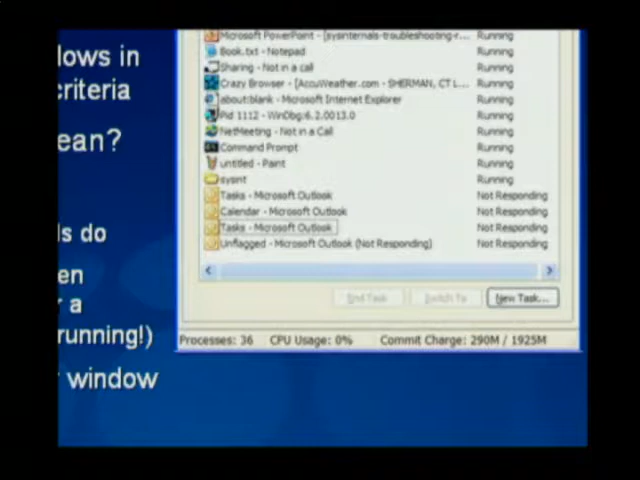 lows in
criteria
ean?
ls do
en
r a
running!)
window
Microsoft PowerPoint - [sysinternals-troubleshooting-r... Running
Book.txt - Notepad Running
Sharing - Not in a call Running
Crazy Browser - [AccuWeather.com - SHERMAN, CT L... Running
about:blank - Microsoft Internet Explorer Running
Pid 1112 - WinDbg:6.2.0013.0 Running
NetMeeting - Not in a Call Running
Command Prompt Running
untitled - Paint Running
sysint Running
Tasks - Microsoft Outlook Not Responding
Calendar - Microsoft Outlook Not Responding
Tasks - Microsoft Outlook Not Responding
Unflagged - Microsoft Outlook (Not Responding) Not Responding
End Task Switch To New Task...
Processes: 36 CPU Usage: 0% Commit Charge: 290M / 1925M